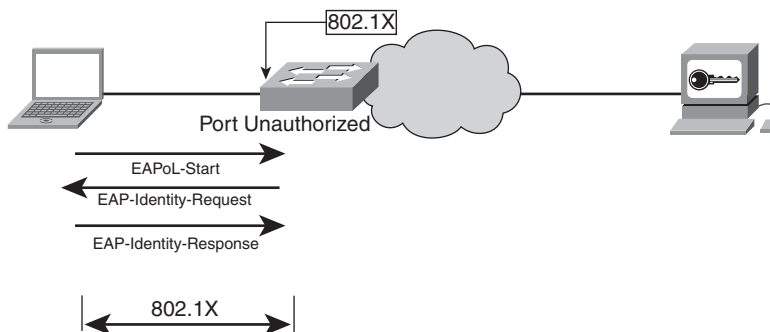 802.1X
Port Unauthorized
EAPoL-Start
EAP-Identity-Request
EAP-Identity-Response
802.1X